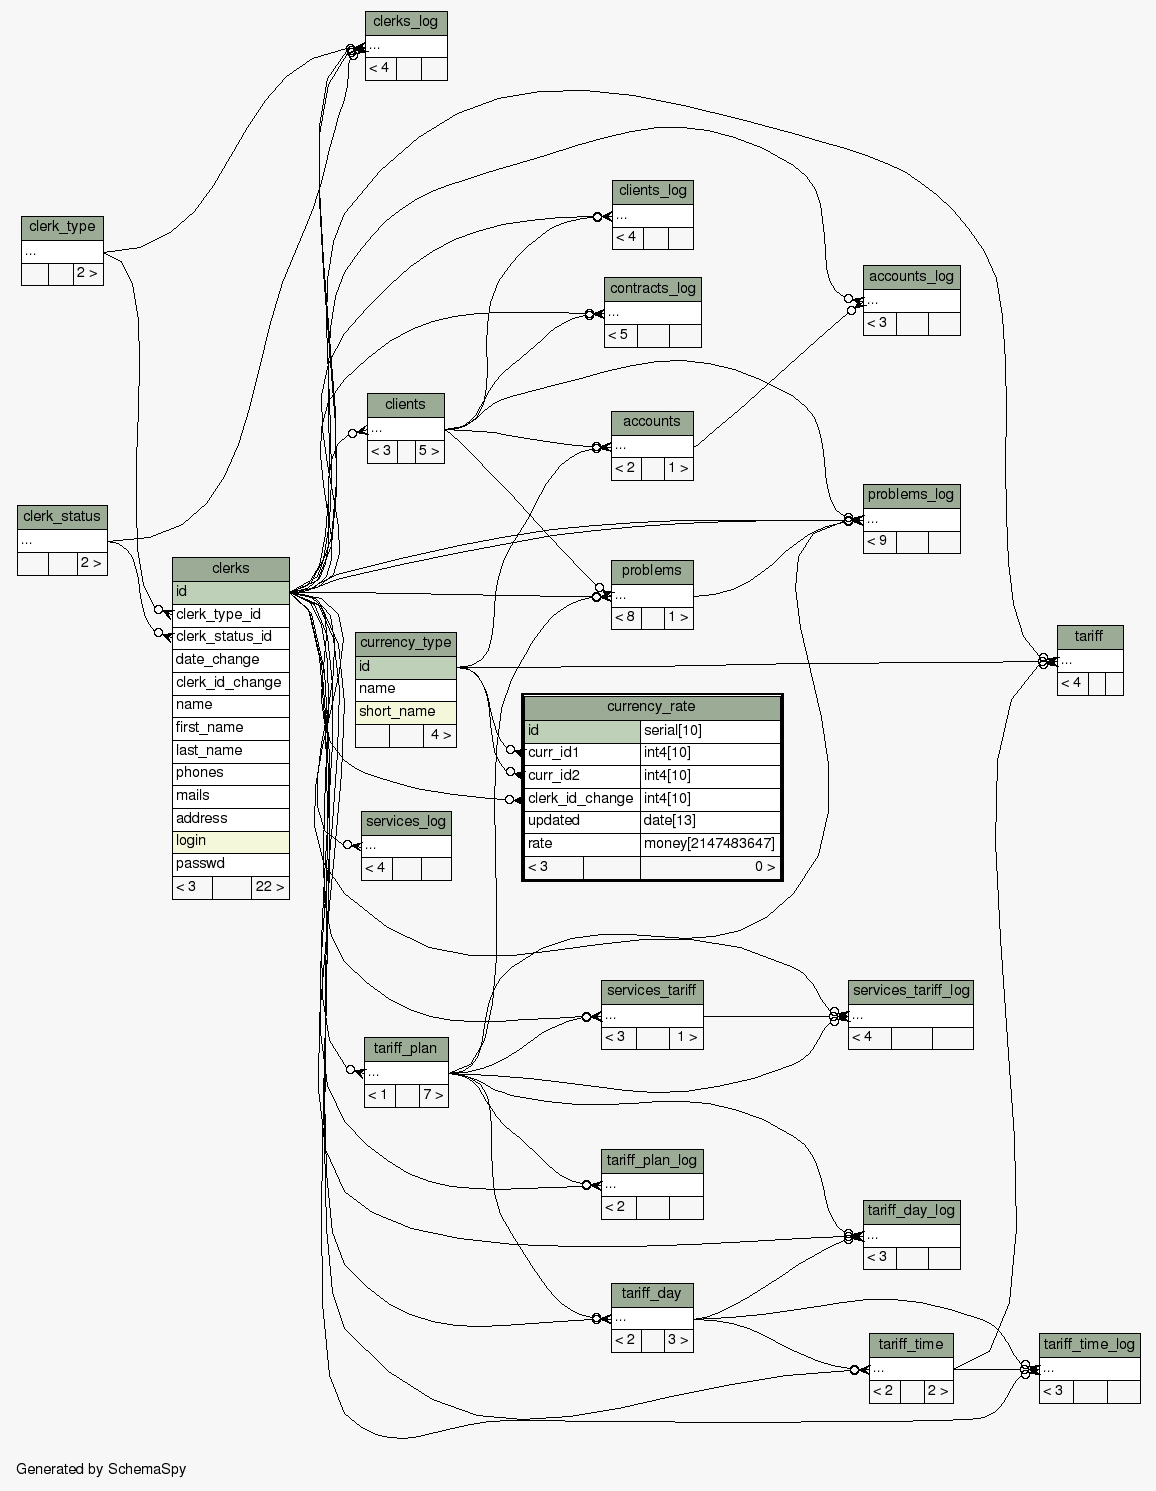 clerks_log
...
< 4
clients_log
...
< 4
clerk_type
...
2 >
accounts_log
...
< 3
contracts_log
...
< 5
clients
...
< 3 5 >
accounts
...
< 2 1 >
problems_log
...
< 9
clerk_status
...
2 >
clerks
id
clerk_type_id
clerk_status_id
date_change
clerk_id_change
name
first_name
last_name
phones
mails
address
login
passwd
< 3 22 >
problems
...
< 8 1 >
currency_type
id
name
short_name
4 >
tariff
...
< 4
currency_rate
id serial[10]
curr_id1 int4[10]
curr_id2 int4[10]
clerk_id_change int4[10]
updated date[13]
rate money[2147483647]
< 3 0 >
services_log
...
< 4
services_tariff
...
< 3 1 >
services_tariff_log
...
< 4
tariff_plan
...
< 1 7 >
tariff_plan_log
...
< 2
tariff_day_log
...
< 3
tariff_day
...
< 2 3 >
tariff_time
...
< 2 2 >
tariff_time_log
...
< 3
Generated by SchemaSpy